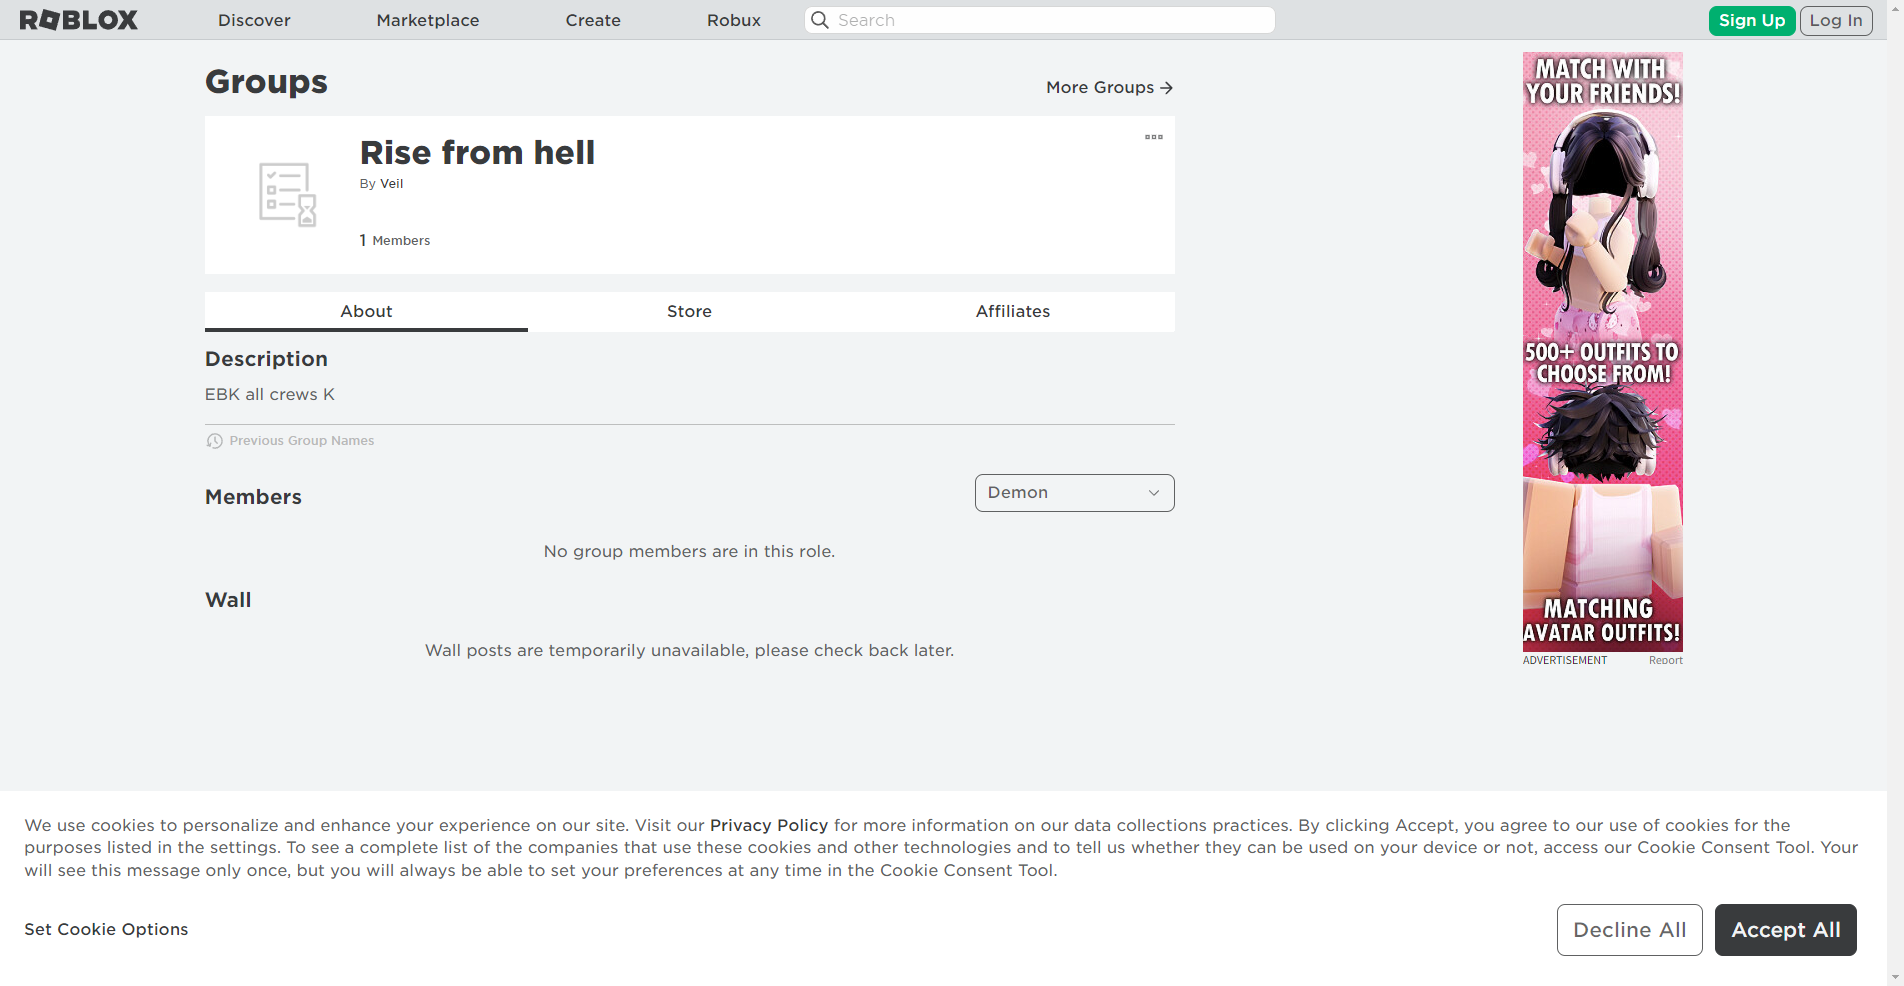 ROBLOX
Discover
Marketplace
Create
Robux
Search
Sign Up
Log In
Groups
More Groups
Rise from hell
By Veil
1 Members
About
Store
Affiliates
Description
EBK all crews K
Previous Group Names
Members
Demon
No group members are in this role.
Wall
Wall posts are temporarily unavailable, please check back later.
MATCH WITH
YOUR FRIENDS!
500+ OUTFITS TO
CHOOSE FROM!
MATCHING
AVATAR OUTFITS!
ADVERTISEMENT
Report
We use cookies to personalize and enhance your experience on our site. Visit our Privacy Policy for more information on our data collections practices. By clicking Accept, you agree to our use of cookies for the
purposes listed in the settings. To see a complete list of the companies that use these cookies and other technologies and to tell us whether they can be used on your device or not, access our Cookie Consent Tool. Your
will see this message only once, but you will always be able to set your preferences at any time in the Cookie Consent Tool.
Set Cookie Options
Decline All
Accept All